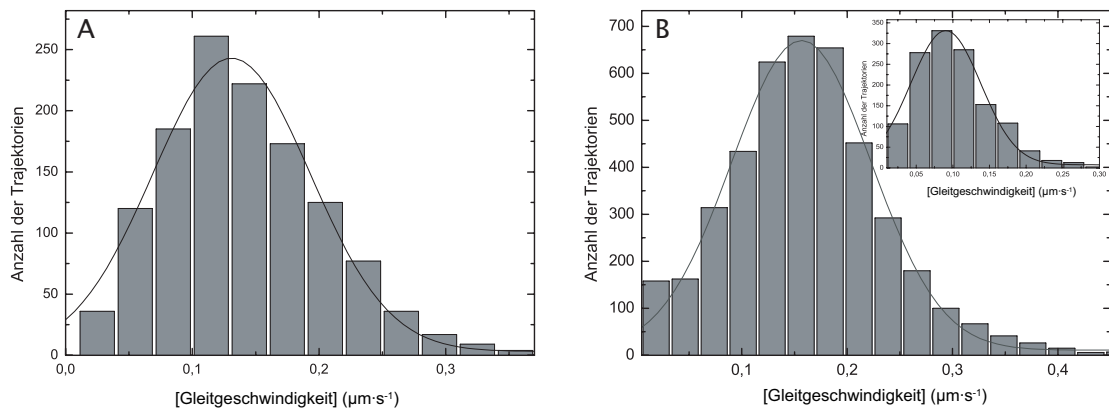 A
Anzahl der Trajektorien
250
200
150
100
50
0
0,0 0,1 0,2 0,3
[Gleitgeschwindigkeit] (µm·s⁻¹)
B
Anzahl der Trajektorien
700
600
500
400
300
200
100
0
0,1 0,2 0,3 0,4
[Gleitgeschwindigkeit] (µm·s⁻¹)
Anzahl der Trajektorien
350
300
250
200
150
100
50
0
0,05 0,10 0,15 0,20 0,25 0,30
[Gleitgeschwindigkeit] (µm·s⁻¹)